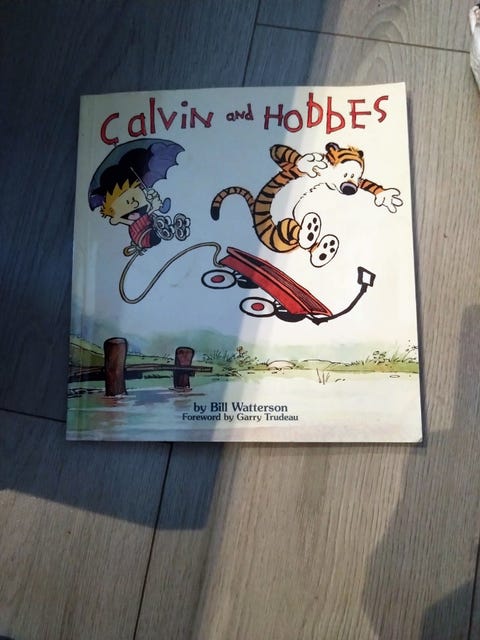 Calvin and HobbEs
by Bill Watterson
Foreword by Garry Trudeau